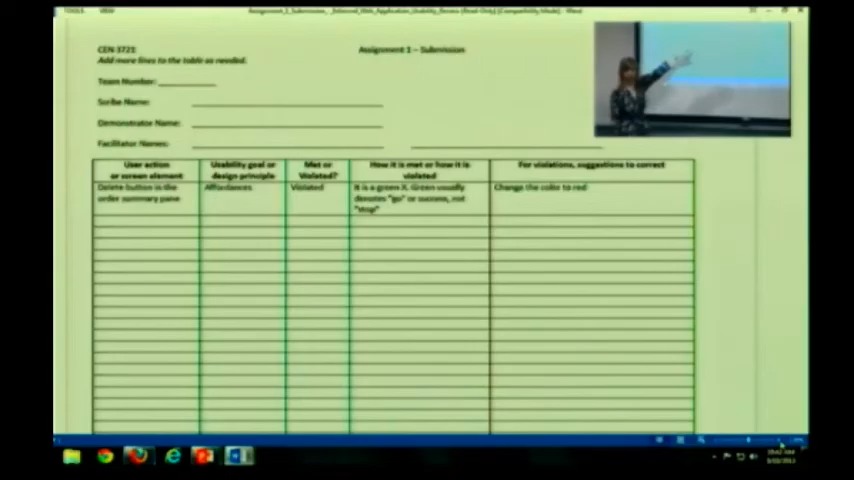 TOOLS VIEW
CEN 3721
Assignment 1 – Submission
Add more lines to the table as needed.
Team Number:
Scribe Name:
Demonstrator Name:
Facilitator Names:
User action or screen element
Usability goal or design principle
Met or Violated?
How it is met or how it is violated
For violations, suggestions to correct
Delete button in the order summary pane
Affordances
Violated
It is a green X. Green usually denotes "go" or success, not "stop"
Change the color to red